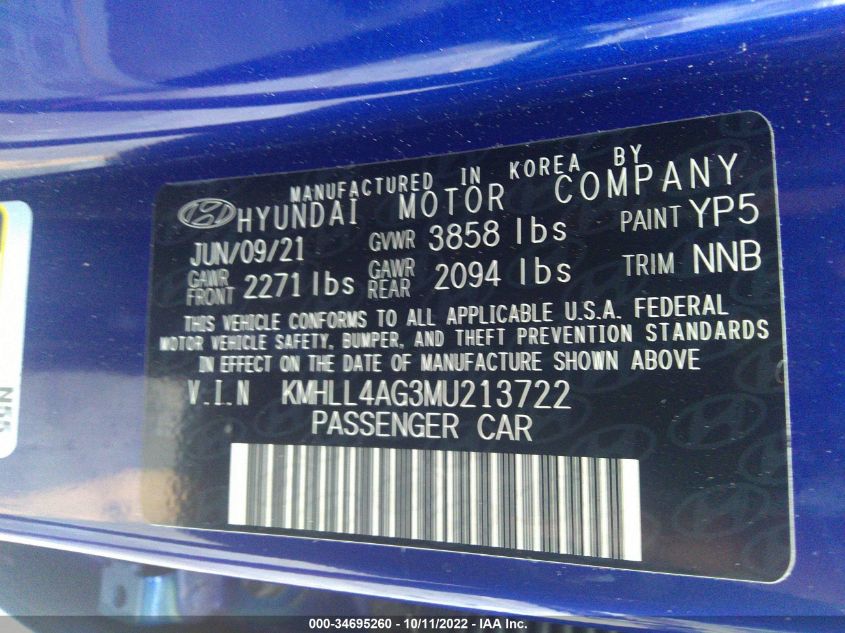 MANUFACTURED IN KOREA BY
HYUNDAI MOTOR COMPANY
JUN/09/21 GVWR 3858 lbs PAINT YP5
GAWR FRONT 2271 lbs GAWR REAR 2094 lbs TRIM NNB
THIS VEHICLE CONFORMS TO ALL APPLICABLE U.S.A. FEDERAL
MOTOR VEHICLE SAFETY, BUMPER, AND THEFT PREVENTION STANDARDS
IN EFFECT ON THE DATE OF MANUFACTURE SHOWN ABOVE
V.I.N KMHLL4AG3MU213722
PASSENGER CAR
N55
000-34695260 - 10/11/2022 - IAA Inc.